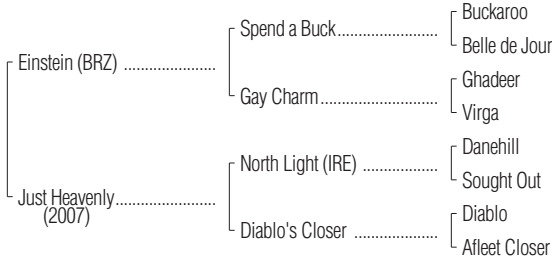 Buckaroo
Spend a Buck
Belle de Jour
Einstein (BRZ)
Ghadeer
Gay Charm
Virga
Danehill
North Light (IRE)
Sought Out
Just Heavenly
(2007)
Diablo
Diablo's Closer
Afleet Closer